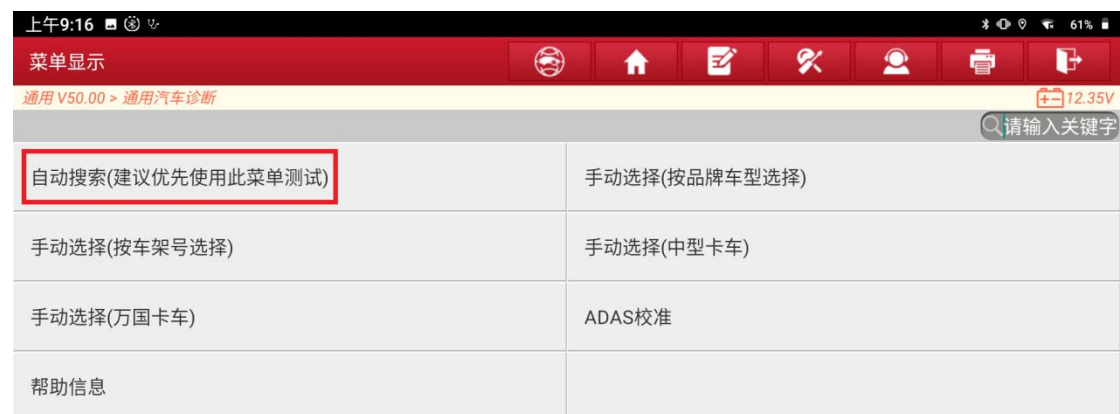 上午9:16 61%
菜单显示
通用 V50.00 > 通用汽车诊断 12.35V
请输入关键字
自动搜索(建议优先使用此菜单测试) 手动选择(按品牌车型选择)
手动选择(按车架号选择) 手动选择(中型卡车)
手动选择(万国卡车) ADAS校准
帮助信息